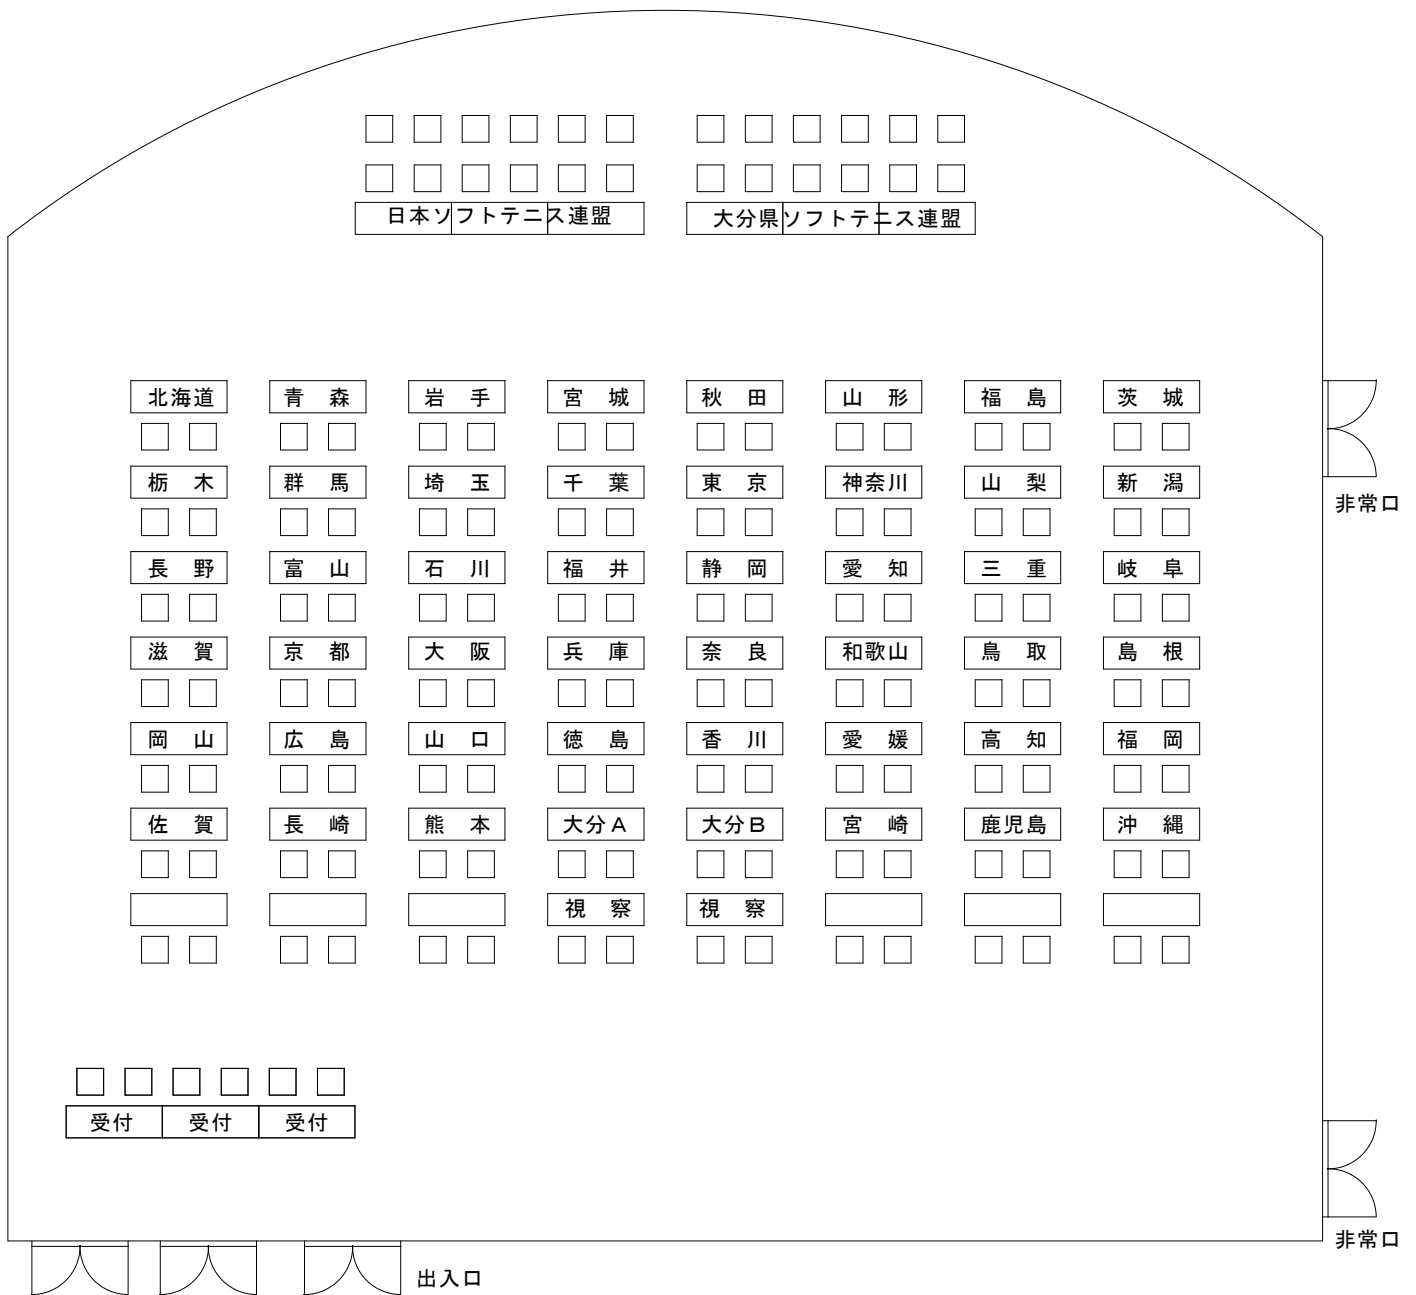 日本ソフトテニス連盟 大分県ソフトテニス連盟
北海道 青　森 岩　手 宮　城 秋　田 山　形 福　島 茨　城
栃　木 群　馬 埼　玉 千　葉 東　京 神奈川 山　梨 新　潟
非常口
長　野 富　山 石　川 福　井 静　岡 愛　知 三　重 岐　阜
滋　賀 京　都 大　阪 兵　庫 奈　良 和歌山 鳥　取 島　根
岡　山 広　島 山　口 徳　島 香　川 愛　媛 高　知 福　岡
佐　賀 長　崎 熊　本 大分Ａ 大分Ｂ 宮　崎 鹿児島 沖　縄
視　察 視　察
受付 受付 受付
非常口
出入口